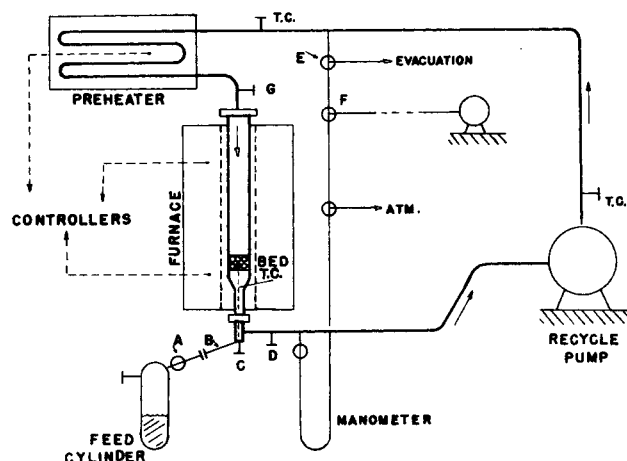 T.C.
E
EVACUATION
PREHEATER
G
F
FURNACE
CONTROLLERS
ATM.
T.C.
BED
T.C.
A
B
C
D
RECYCLE
PUMP
MANOMETER
FEED
CYLINDER